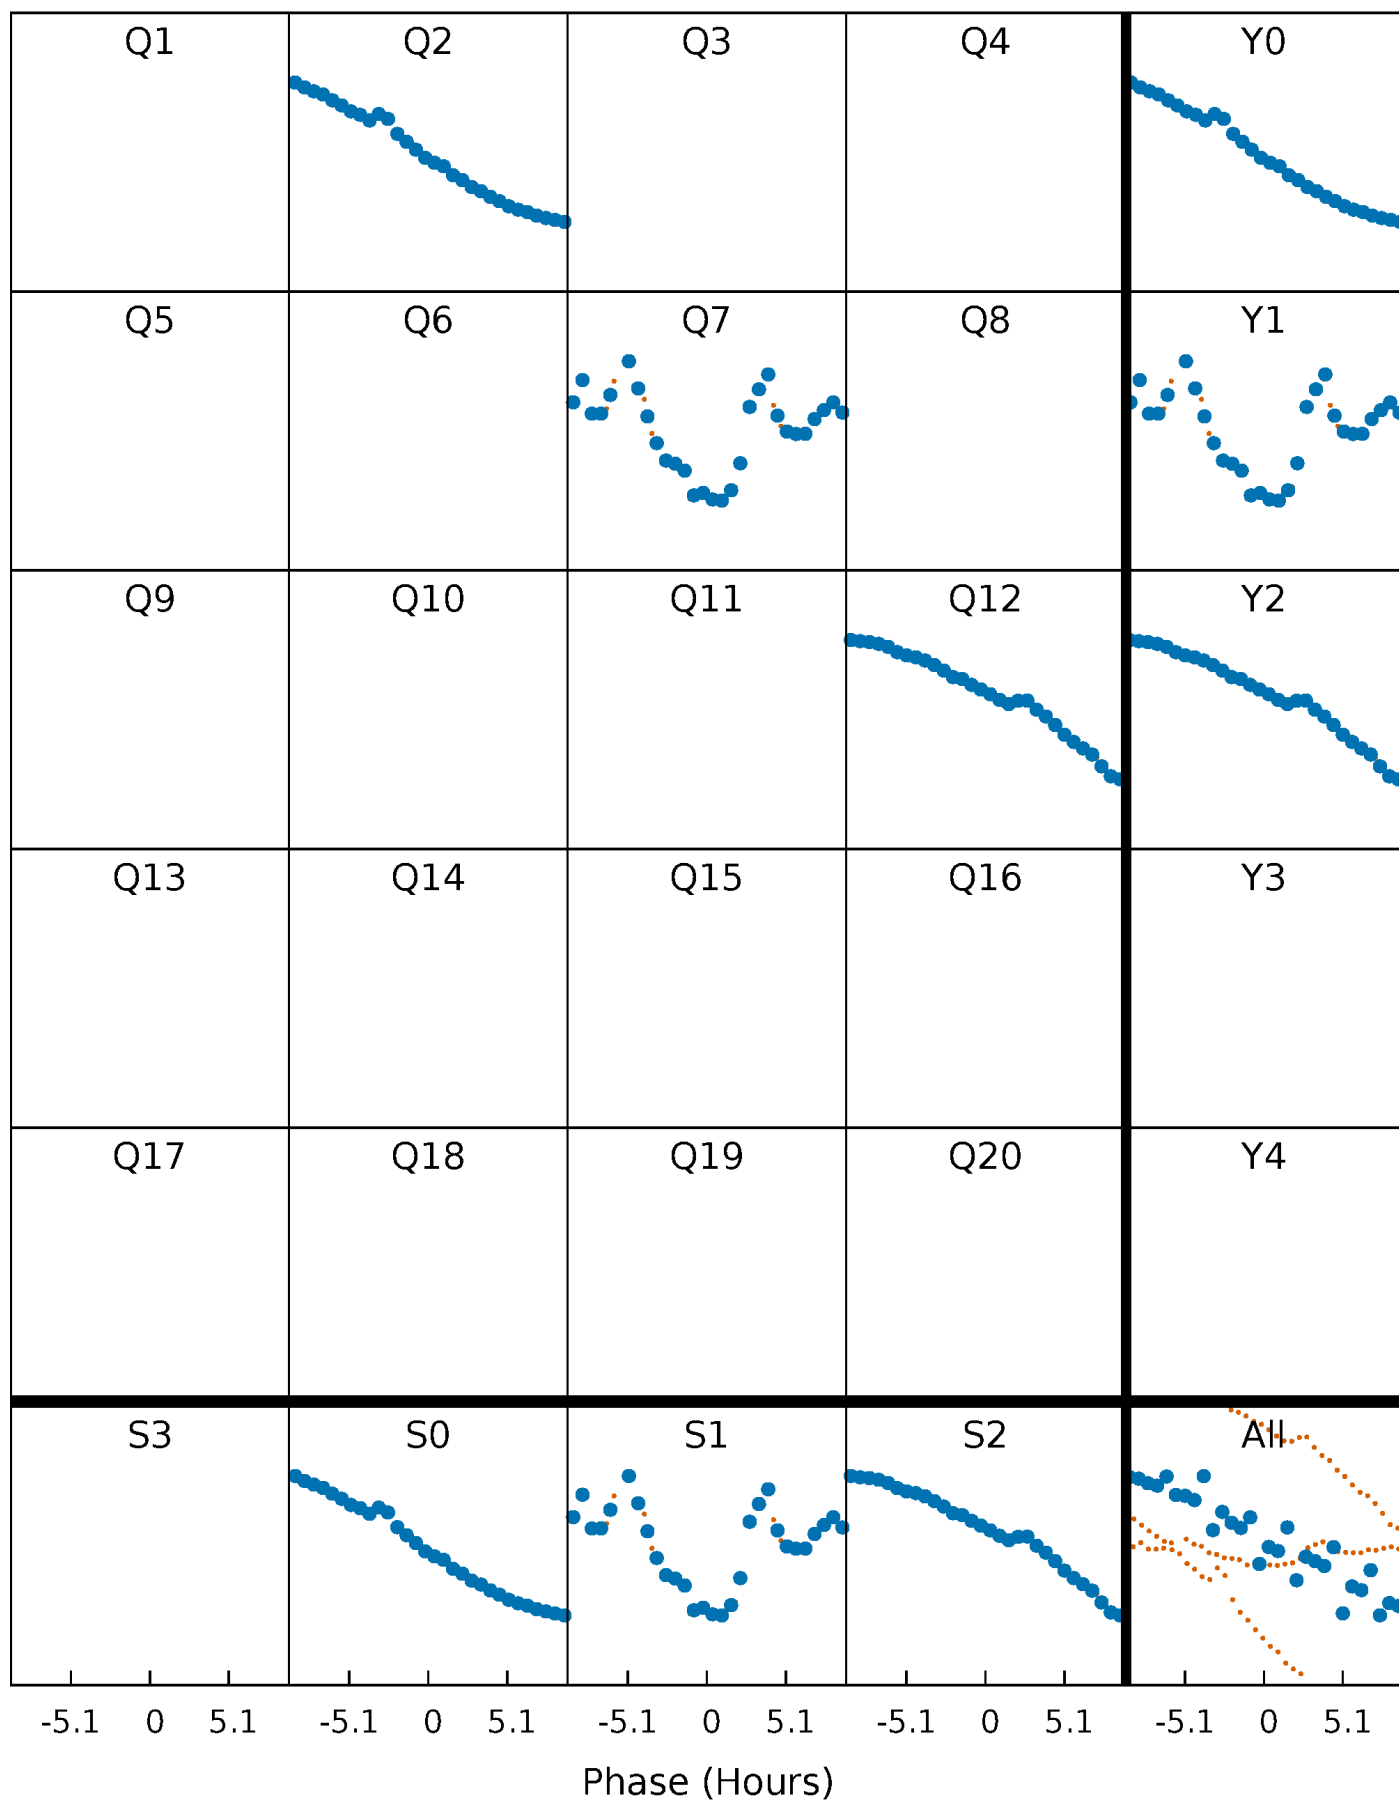 Q1 Q2 Q3 Q4 Y0
Q5 Q6 Q7 Q8 Y1
Q9 Q10 Q11 Q12 Y2
Q13 Q14 Q15 Q16 Y3
Q17 Q18 Q19 Q20 Y4
S3 S0 S1 S2 All
-5.1 0 5.1 -5.1 0 5.1 -5.1 0 5.1 -5.1 0 5.1 -5.1 0 5.1
Phase (Hours)